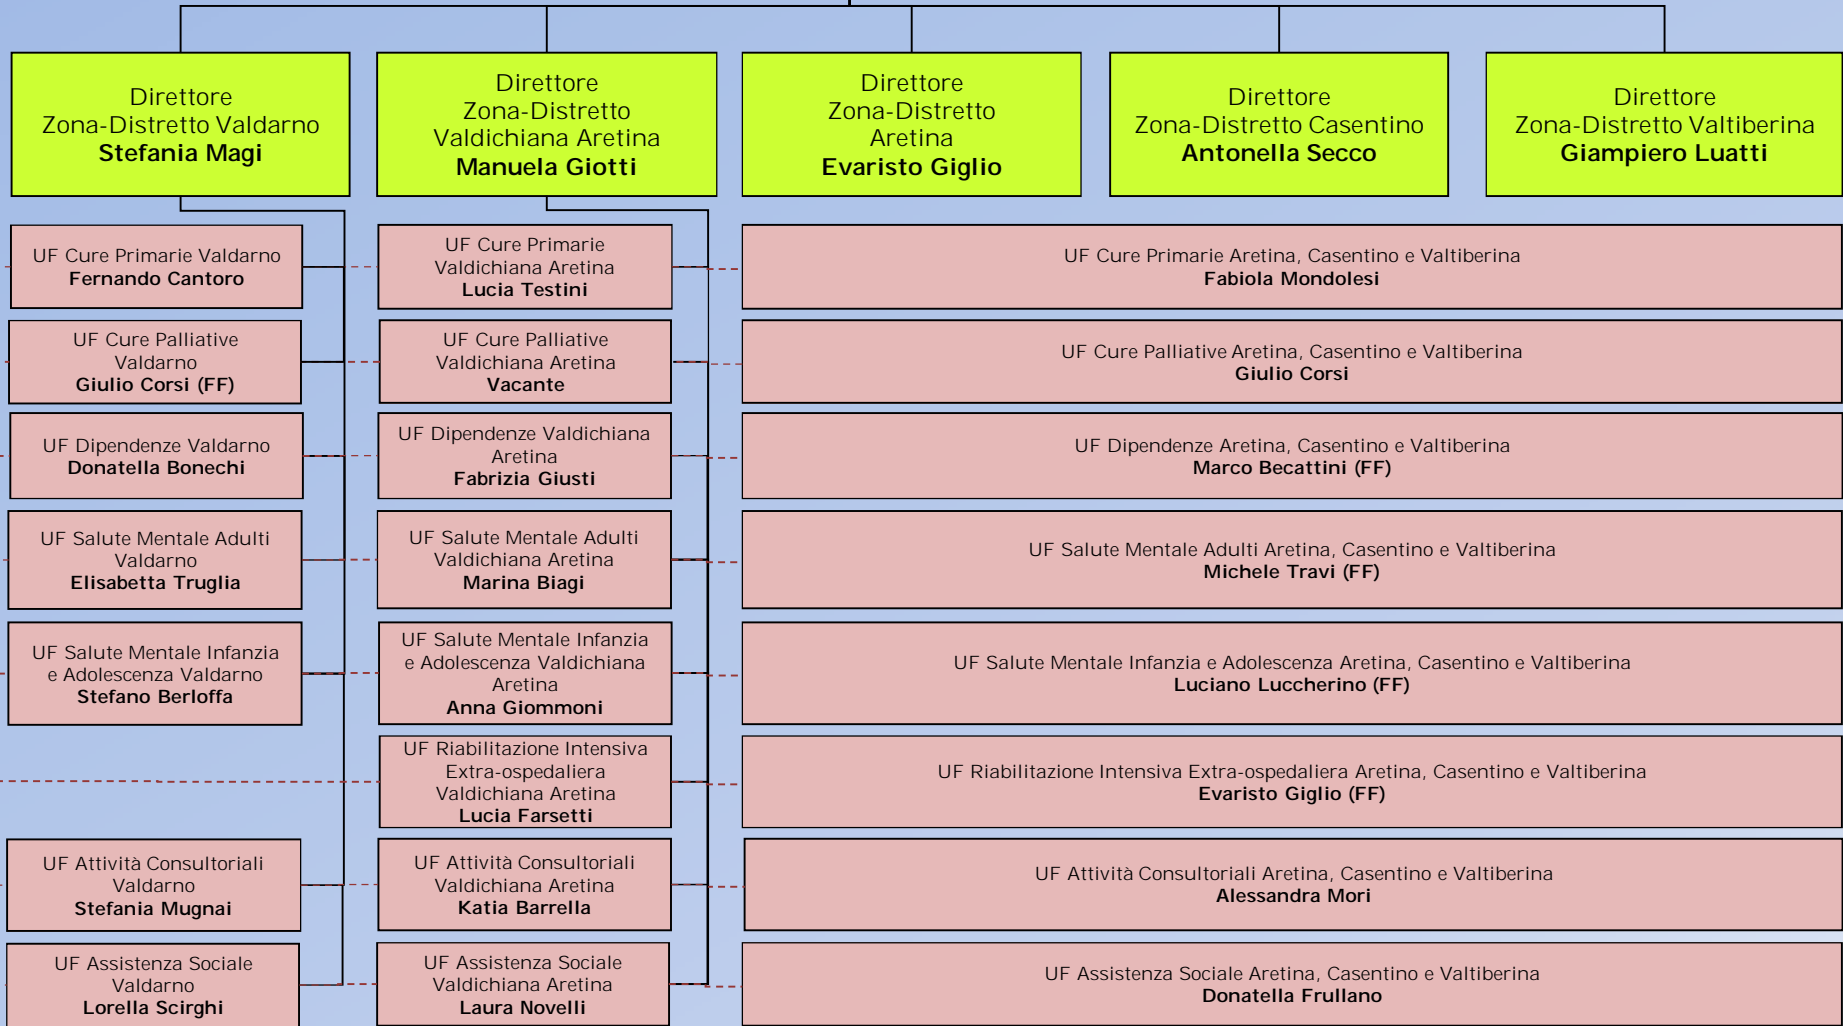 Direttore
Zona-Distretto Valdarno
Stefania Magi
Direttore
Zona-Distretto
Valdichiana Aretina
Manuela Giotti
Direttore
Zona-Distretto
Aretina
Evaristo Giglio
Direttore
Zona-Distretto Casentino
Antonella Secco
Direttore
Zona-Distretto Valtiberina
Giampiero Luatti
UF Cure Primarie Valdarno
Fernando Cantoro
UF Cure Primarie
Valdichiana Aretina
Lucia Testini
UF Cure Primarie Aretina, Casentino e Valtiberina
Fabiola Mondolesi
UF Cure Palliative
Valdarno
Giulio Corsi (FF)
UF Cure Palliative
Valdichiana Aretina
Vacante
UF Cure Palliative Aretina, Casentino e Valtiberina
Giulio Corsi
UF Dipendenze Valdarno
Donatella Bonechi
UF Dipendenze Valdichiana
Aretina
Fabrizia Giusti
UF Dipendenze Aretina, Casentino e Valtiberina
Marco Becattini (FF)
UF Salute Mentale Adulti
Valdarno
Elisabetta Truglia
UF Salute Mentale Adulti
Valdichiana Aretina
Marina Biagi
UF Salute Mentale Adulti Aretina, Casentino e Valtiberina
Michele Travi (FF)
UF Salute Mentale Infanzia
e Adolescenza Valdarno
Stefano Berloffa
UF Salute Mentale Infanzia
e Adolescenza Valdichiana
Aretina
Anna Giommoni
UF Salute Mentale Infanzia e Adolescenza Aretina, Casentino e Valtiberina
Luciano Luccherino (FF)
UF Riabilitazione Intensiva
Extra-ospedaliera
Valdichiana Aretina
Lucia Farsetti
UF Riabilitazione Intensiva Extra-ospedaliera Aretina, Casentino e Valtiberina
Evaristo Giglio (FF)
UF Attività Consultoriali
Valdarno
Stefania Mugnai
UF Attività Consultoriali
Valdichiana Aretina
Katia Barrella
UF Attività Consultoriali Aretina, Casentino e Valtiberina
Alessandra Mori
UF Assistenza Sociale
Valdarno
Lorella Scirghi
UF Assistenza Sociale
Valdichiana Aretina
Laura Novelli
UF Assistenza Sociale Aretina, Casentino e Valtiberina
Donatella Frullano